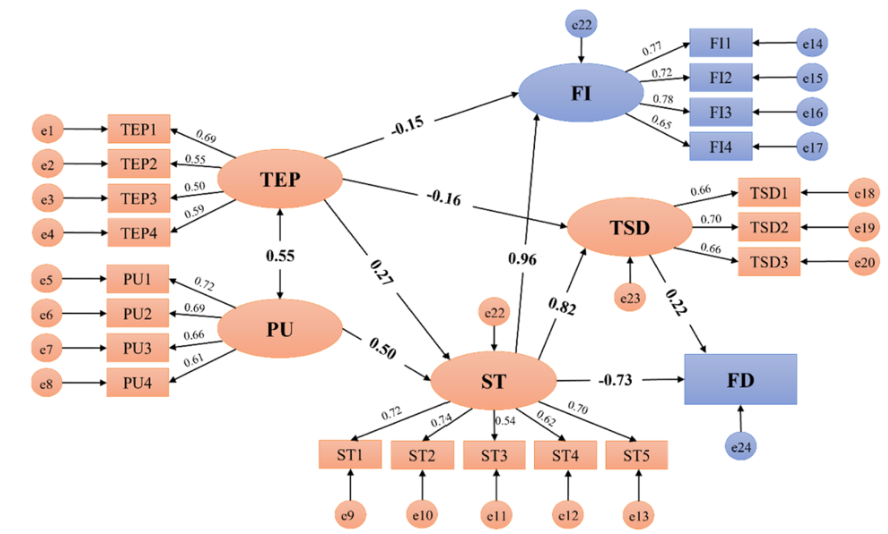 e22
0.77 FI1 e14
0.72 FI2 e15
FI
0.78 FI3 e16
0.65 FI4 e17
e1 TEP1 0.69
-0.15
e2 TEP2 0.55
TEP
e3 TEP3 0.50
e4 TEP4 0.59
-0.16
0.66 TSD1 e18
TSD
0.70 TSD2 e19
0.66 TSD3 e20
0.55
0.27
0.96
e23
0.82
0.22
e5 PU1 0.72
e6 PU2 0.69
PU
e7 PU3 0.66
e8 PU4 0.61
0.50
e22
ST
-0.73
FD
0.72 0.74 0.54 0.62 0.70
ST1 ST2 ST3 ST4 ST5
e24
e9 e10 e11 e12 e13